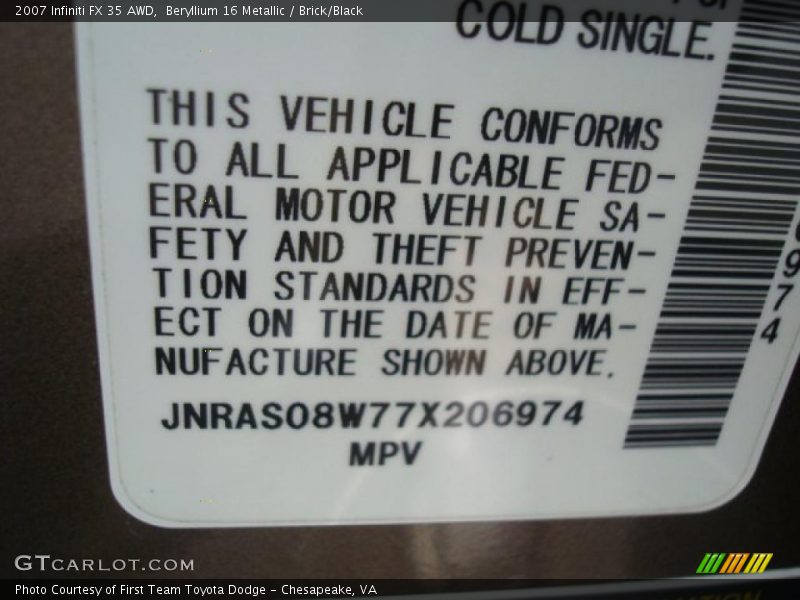 2007 Infiniti FX 35 AWD, Beryllium 16 Metallic / Brick/Black
COLD SINGLE.
THIS VEHICLE CONFORMS
TO ALL APPLICABLE FED-
ERAL MOTOR VEHICLE SA-
FETY AND THEFT PREVEN-
TION STANDARDS IN EFF-
ECT ON THE DATE OF MA-
NUFACTURE SHOWN ABOVE.
JNRAS08W77X206974
MPV
974
GTCARLOT.COM
Photo Courtesy of First Team Toyota Dodge - Chesapeake, VA